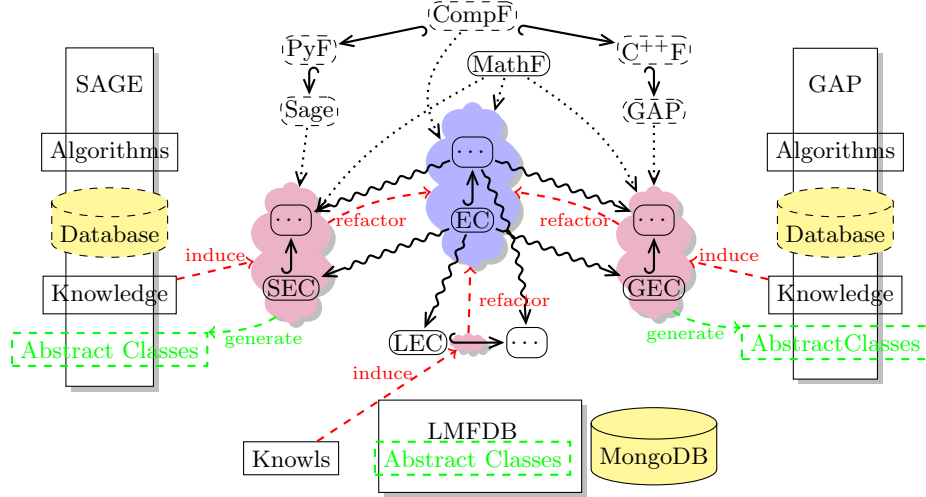 CompF
PyF
C++F
SAGE
MathF
GAP
Sage
GAP
Algorithms
...
Algorithms
Database
...
refactor
EC
refactor
...
Database
induce
induce
Knowledge
SEC
GEC
Knowledge
refactor
Abstract Classes
generate
LEC
...
generate
AbstractClasses
induce
LMFDB
Knowls
Abstract Classes
MongoDB